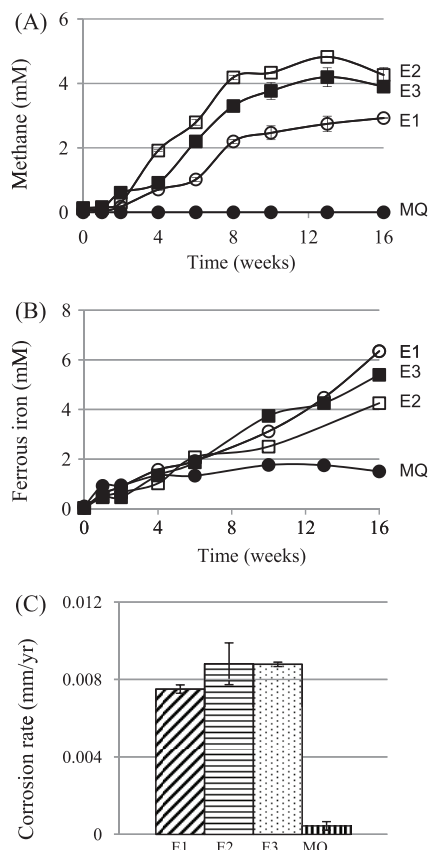 (A)
Methane (mM)
6
4
2
0
E2
E3
E1
MQ
0 4 8 12 16
Time (weeks)
(B)
Ferrous iron (mM)
8
6
4
2
0
E1
E3
E2
MQ
0 4 8 12 16
Time (weeks)
(C)
Corrosion rate (mm/yr)
0.012
0.008
0.004
0
E1 E2 E3 MQ